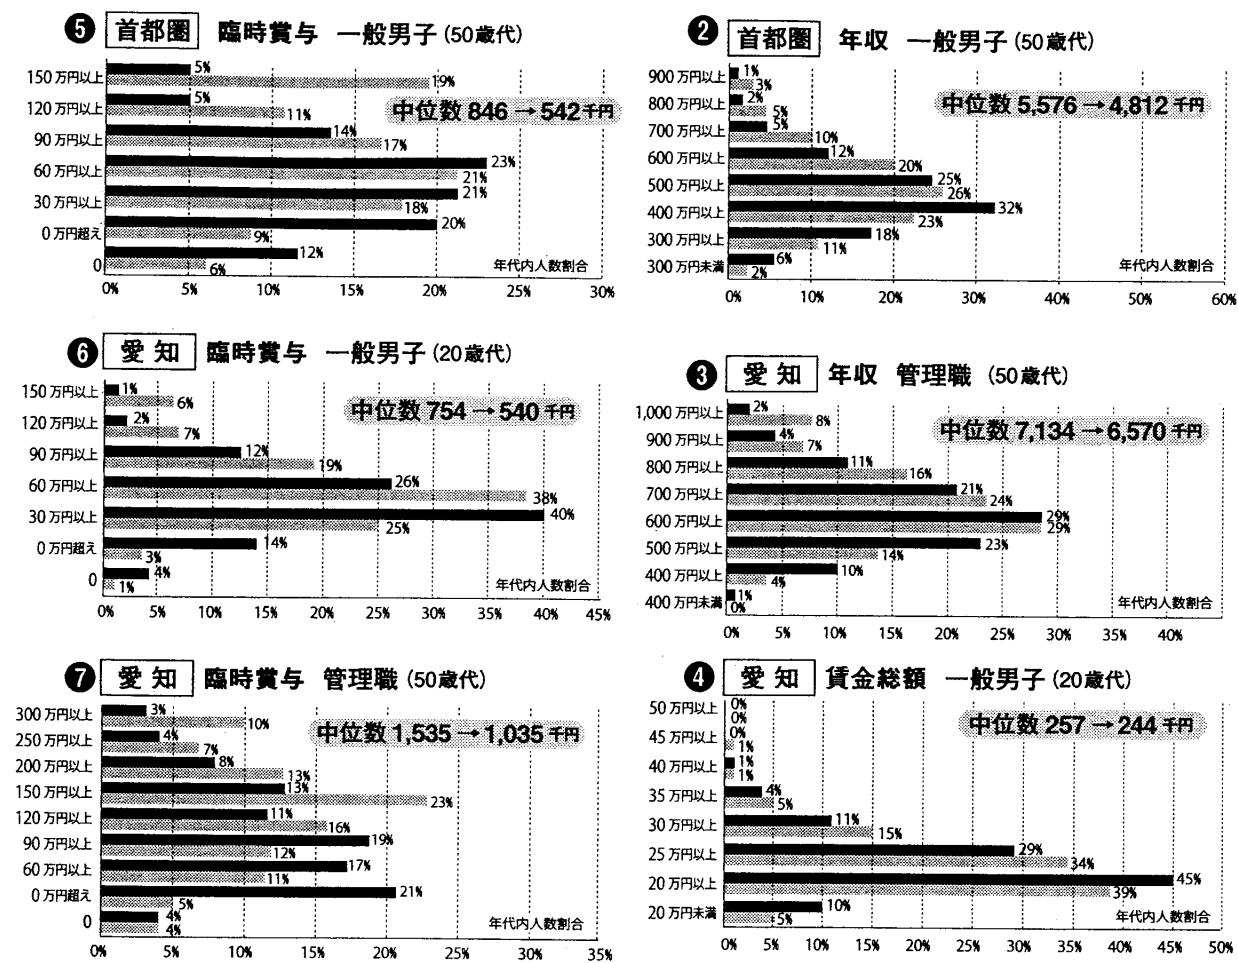 ❺ 首都圏 臨時賞与 一般男子(50歳代)
中位数 846→542千円
150万円以上 5% 19%
120万円以上 5% 11%
90万円以上 14% 17%
60万円以上 23% 21%
30万円以上 21% 18%
0万円超え 20% 9%
0 12% 6%
年代内人数割合
0% 5% 10% 15% 20% 25% 30%
❷ 首都圏 年収 一般男子(50歳代)
中位数 5,576→4,812千円
900万円以上 1% 3%
800万円以上 2% 5%
700万円以上 5% 10%
600万円以上 12% 20%
500万円以上 25% 26%
400万円以上 32% 23%
300万円以上 18% 11%
300万円未満 6% 2%
年代内人数割合
0% 10% 20% 30% 40% 50% 60%
❻ 愛知 臨時賞与 一般男子(20歳代)
中位数 754→540千円
150万円以上 1% 6%
120万円以上 2% 7%
90万円以上 12% 19%
60万円以上 26% 38%
30万円以上 40% 25%
0万円超え 14% 3%
0 4% 1%
年代内人数割合
0% 5% 10% 15% 20% 25% 30% 35% 40% 45%
❸ 愛知 年収 管理職(50歳代)
中位数 7,134→6,570千円
1,000万円以上 2% 8%
900万円以上 4% 7%
800万円以上 11% 16%
700万円以上 21% 24%
600万円以上 29% 29%
500万円以上 23% 14%
400万円以上 10% 4%
400万円未満 1% 0%
年代内人数割合
0% 5% 10% 15% 20% 25% 30% 35% 40%
❼ 愛知 臨時賞与 管理職(50歳代)
中位数 1,535→1,035千円
300万円以上 3% 10%
250万円以上 4% 7%
200万円以上 8% 13%
150万円以上 13% 23%
120万円以上 11% 16%
90万円以上 19% 12%
60万円以上 17% 11%
0万円超え 21% 5%
0 4% 4%
年代内人数割合
0% 5% 10% 15% 20% 25% 30% 35%
❹ 愛知 賃金総額 一般男子(20歳代)
中位数 257→244千円
50万円以上 0% 0%
45万円以上 0% 1%
40万円以上 1% 1%
35万円以上 4% 5%
30万円以上 11% 15%
25万円以上 29% 34%
20万円以上 45% 39%
20万円未満 10% 5%
年代内人数割合
0% 5% 10% 15% 20% 25% 30% 35% 40% 45% 50%